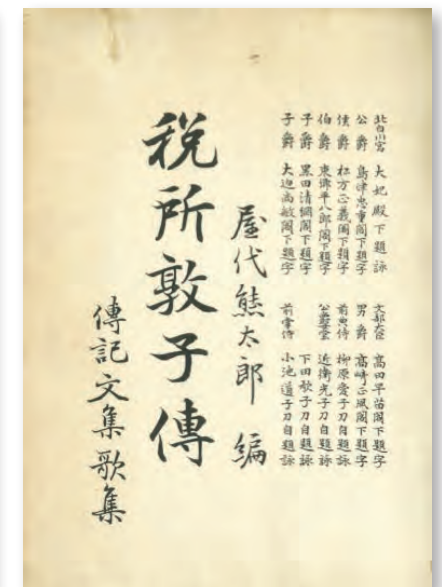 北白川宮 大妃殿下題詠
公爵 島津忠重閣下題字
侯爵 松方正義閣下題字
伯爵 東郷平八郎閣下題字
子爵 黒田清綱閣下題字
子爵 大迫尚敏閣下題字
文部大臣 高田早苗閣下題字
男爵 高崎正風閣下題字
前典侍 柳原愛子刀自題詠
近衛光子刀自題詠
下田歌子刀自題詠
前掌侍 小池道子刀自題詠
屋代熊太郎 編
税所敦子傳
傳記文集歌集